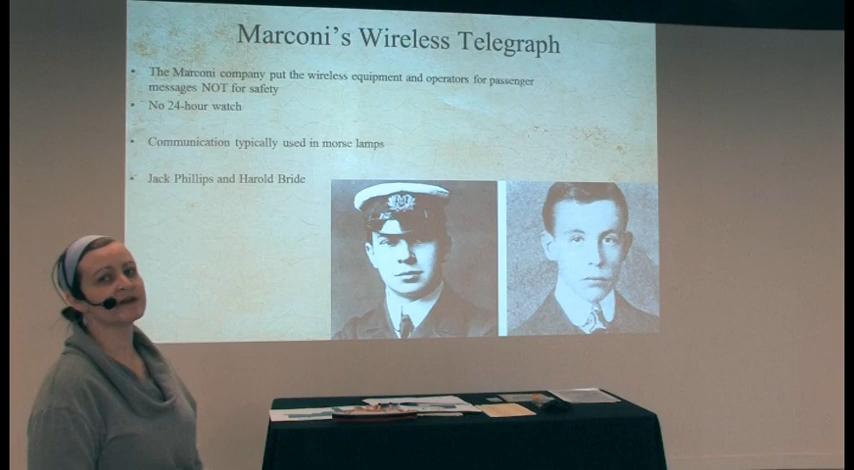 Marconi's Wireless Telegraph
• The Marconi company put the wireless equipment and operators for passenger
messages NOT for safety
• No 24-hour watch
• Communication typically used in morse lamps
• Jack Phillips and Harold Bride